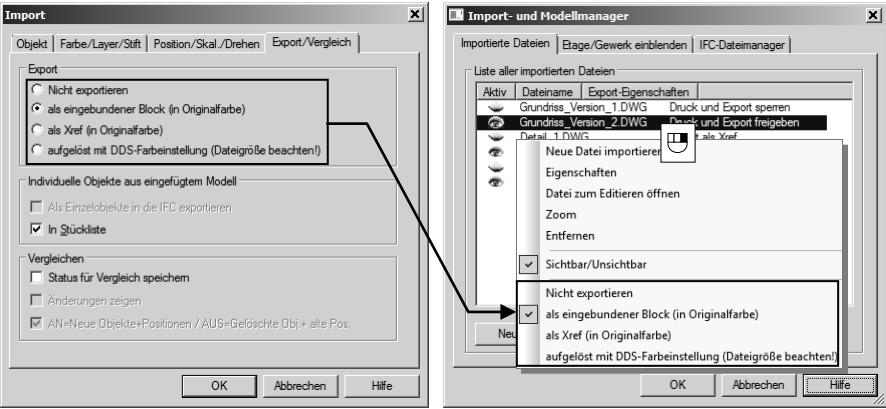 Import
Objekt Farbe/Layer/Stift Position/Skal./Drehen Export/Vergleich
Export
Nicht exportieren
als eingebundener Block (in Originalfarbe)
als Xref (in Originalfarbe)
aufgelöst mit DDS-Farbeinstellung (Dateigröße beachten!)
Individuelle Objekte aus eingefügtem Modell
Als Einzelobjekte in die IFC exportieren
In Stückliste
Vergleichen
Status für Vergleich speichern
Änderungen zeigen
AN=Neue Objekte+Positionen / AUS=Gelöschte Obj.+ alte Pos.
OK Abbrechen Hilfe
Import- und Modellmanager
Importierte Dateien Etage/Gewerk einblenden IFC-Dateimanager
Liste aller importierten Dateien
Aktiv Dateiname Export-Eigenschaften
Grundriss_Version_1.DWG Druck und Export sperren
Grundriss_Version_2.DWG Druck und Export freigeben
Detail_1.DWG als Xref
Neue Datei importieren
Eigenschaften
Datei zum Editieren öffnen
Zoom
Entfernen
Sichtbar/Unsichtbar
Nicht exportieren
als eingebundener Block (in Originalfarbe)
als Xref (in Originalfarbe)
aufgelöst mit DDS-Farbeinstellung (Dateigröße beachten!)
Neu
OK Abbrechen Hilfe